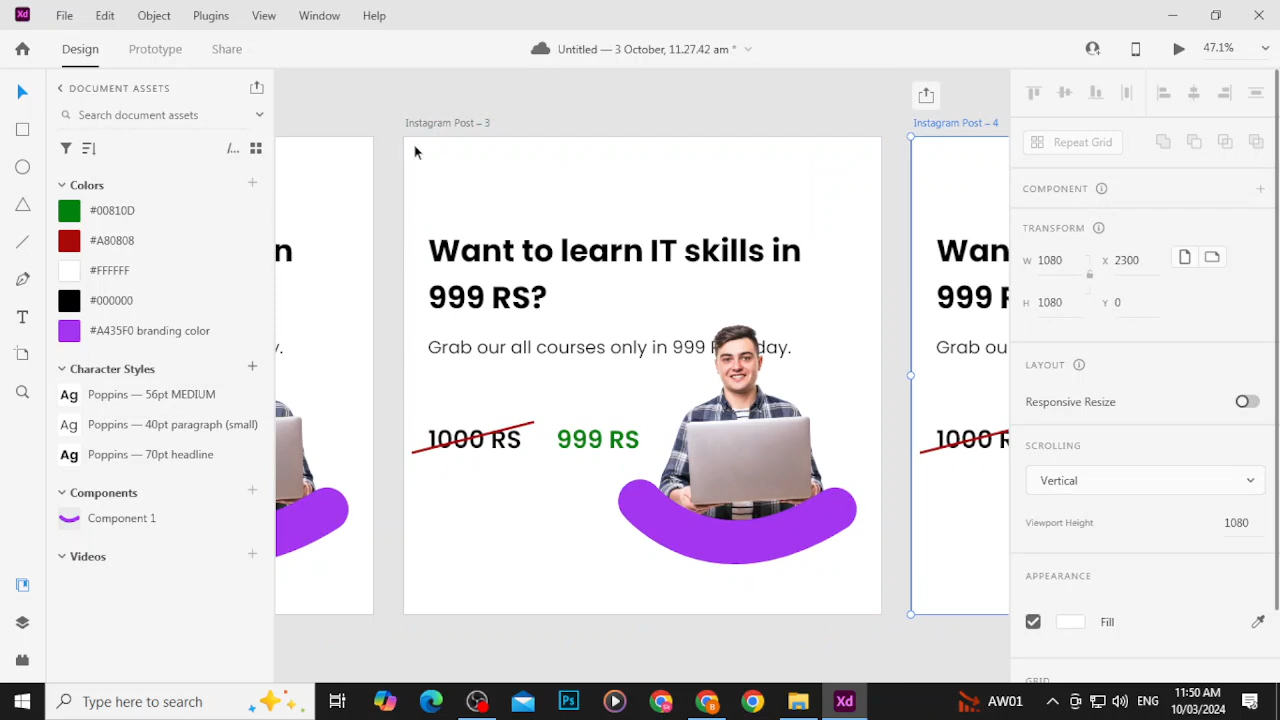 File Edit Object Plugins View Window Help
Design Prototype Share
Untitled — 3 October, 11.27.42 am *
47.1%
DOCUMENT ASSETS
Search document assets
Colors
#00810D
#A80808
#FFFFFF
#000000
#A435F0 branding color
Character Styles
Ag Poppins — 56pt MEDIUM
Ag Poppins — 40pt paragraph (small)
Ag Poppins — 70pt headline
Components
Component 1
Videos
n
y.
Instagram Post – 3
Want to learn IT skills in
999 RS?
Grab our all courses only in 999 day.
1000 RS 999 RS
Instagram Post – 4
Wan
999
Grab ou
1000
Repeat Grid
COMPONENT
TRANSFORM
W 1080 X 2300
H 1080 Y 0
LAYOUT
Responsive Resize
SCROLLING
Vertical
Viewport Height 1080
APPEARANCE
Fill
GRID
Type here to search
Ps
Xd
AW01
ENG
11:50 AM
10/03/2024